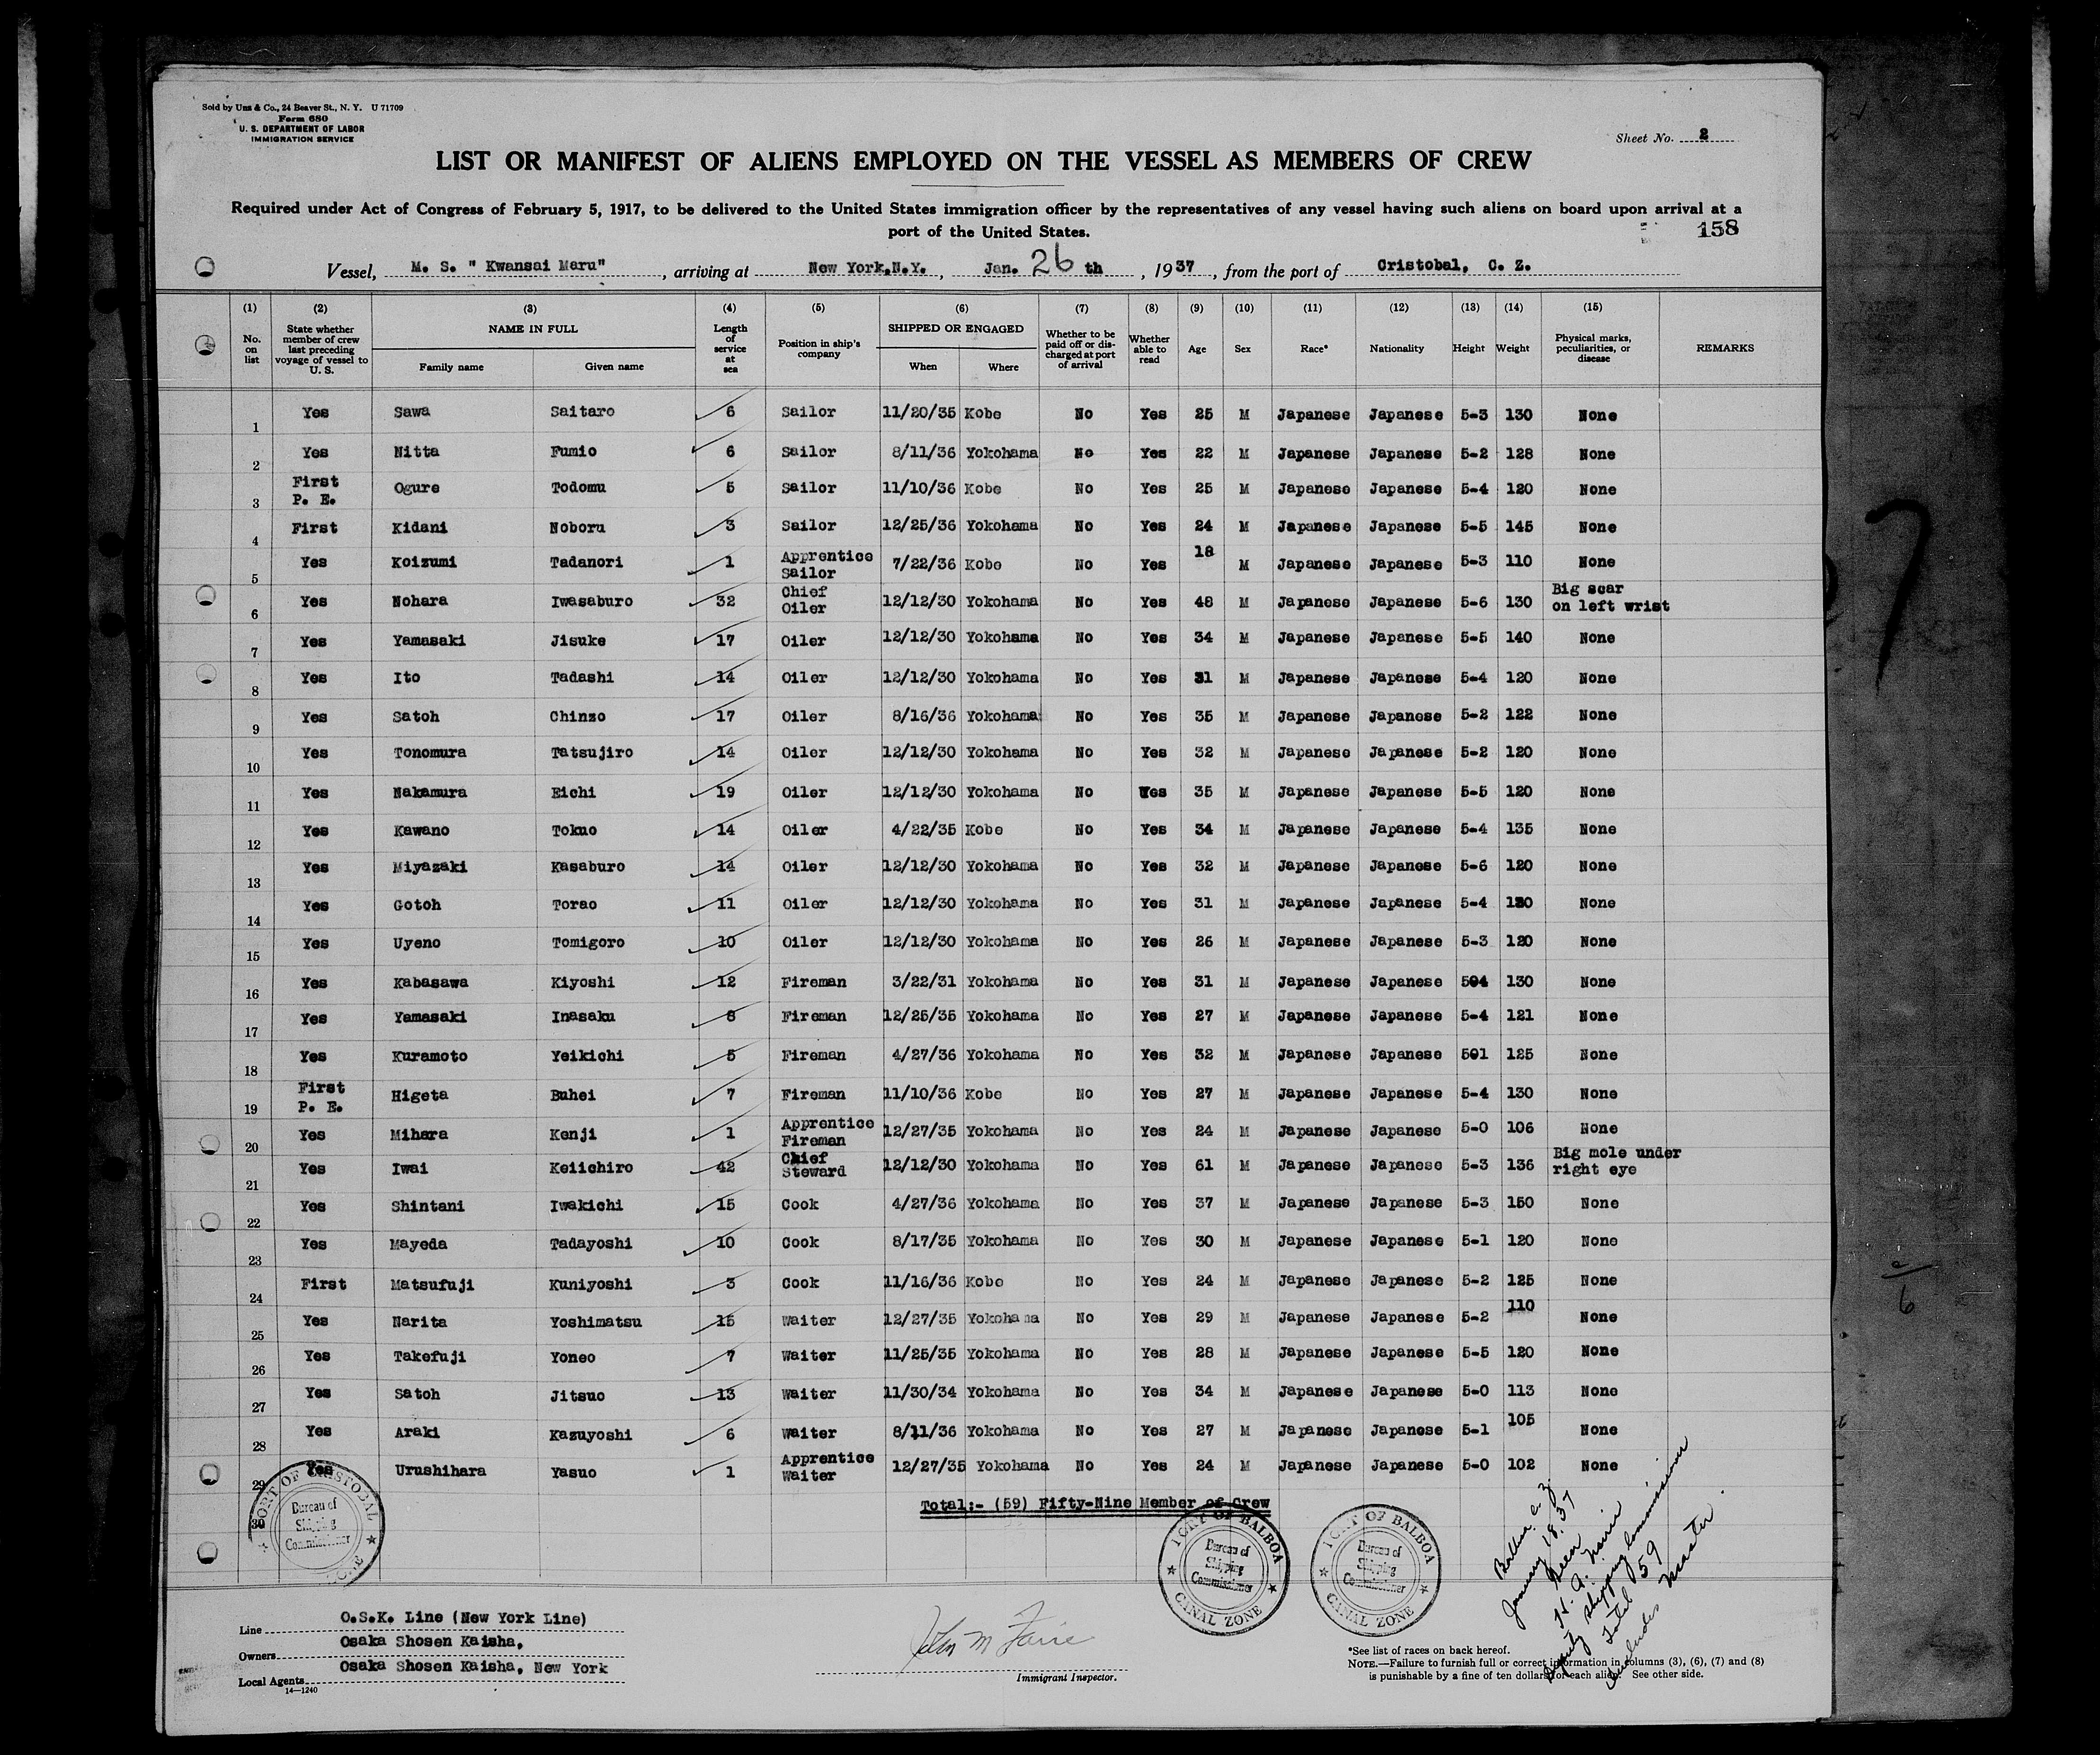 Sold by Unz & Co., 24 Beaver St., N. Y. U 71709
Form 680
U. S. DEPARTMENT OF LABOR
IMMIGRATION SERVICE
Sheet No. 2
LIST OR MANIFEST OF ALIENS EMPLOYED ON THE VESSEL AS MEMBERS OF CREW
Required under Act of Congress of February 5, 1917, to be delivered to the United States immigration officer by the representatives of any vessel having such aliens on board upon arrival at a
port of the United States.
158
Vessel, M. S. " Kwansai Maru" , arriving at New York,N.Y. , Jan. 26 th , 1937 , from the port of Cristobal, C. Z.
(1) No. on list (2) State whether member of crew last preceding voyage of vessel to U. S. (3) NAME IN FULL Family name Given name (4) Length of service at sea (5) Position in ship's company (6) SHIPPED OR ENGAGED When Where (7) Whether to be paid off or discharged at port of arrival (8) Whether able to read (9) Age (10) Sex (11) Race* (12) Nationality (13) Height (14) Weight (15) Physical marks, peculiarities, or disease REMARKS
1 Yes Sawa Saitaro 6 Sailor 11/20/35 Kobe No Yes 25 M Japanese Japanese 5-3 130 None
2 Yes Nitta Fumio 6 Sailor 8/11/36 Yokohama No Yes 22 M Japanese Japanese 5-2 128 None
3 First P. E. Ogure Todomu 5 Sailor 11/10/36 Kobe No Yes 25 M Japanese Japanese 5-4 120 None
4 First Kidani Noboru 3 Sailor 12/25/36 Yokohama No Yes 24 M Japanese Japanese 5-5 145 None
5 Yes Koizumi Tadanori 1 Apprentice Sailor 7/22/36 Kobe No Yes 18 M Japanese Japanese 5-3 110 None
6 Yes Nohara Iwasaburo 32 Chief Oiler 12/12/30 Yokohama No Yes 48 M Japanese Japanese 5-6 130 Big scar on left wrist
7 Yes Yamasaki Jisuke 17 Oiler 12/12/30 Yokohama No Yes 34 M Japanese Japanese 5-5 140 None
8 Yes Ito Tadashi 14 Oiler 12/12/30 Yokohama No Yes 31 M Japanese Japanese 5-4 120 None
9 Yes Satoh Chinzo 17 Oiler 8/16/36 Yokohama No Yes 35 M Japanese Japanese 5-2 122 None
10 Yes Tonomura Tatsujiro 14 Oiler 12/12/30 Yokohama No Yes 32 M Japanese Japanese 5-2 120 None
11 Yes Nakamura Eichi 19 Oiler 12/12/30 Yokohama No Yes 35 M Japanese Japanese 5-5 120 None
12 Yes Kawano Tokuo 14 Oiler 4/22/35 Kobe No Yes 34 M Japanese Japanese 5-4 135 None
13 Yes Miyazaki Kasaburo 14 Oiler 12/12/30 Yokohama No Yes 32 M Japanese Japanese 5-6 120 None
14 Yes Gotoh Torao 11 Oiler 12/12/30 Yokohama No Yes 31 M Japanese Japanese 5-4 None
15 Yes Uyeno Tomigoro 10 Oiler 12/12/30 Yokohama No Yes 26 M Japanese Japanese 5-3 120 None
16 Yes Kabasawa Kiyoshi 12 Fireman 3/22/31 Yokohama No Yes 31 M Japanese Japanese 504 130 None
17 Yes Yamasaki Inasaku 8 Fireman 12/25/35 Yokohama No Yes 27 M Japanese Japanese 5-4 121 None
18 Yes Kuramoto Yeikichi 5 Fireman 4/27/36 Yokohama No Yes 32 M Japanese Japanese 501 125 None
19 First P. E. Higeta Buhei 7 Fireman 11/10/36 Kobe No Yes 27 M Japanese Japanese 5-4 130 None
20 Yes Mihara Kenji 1 Apprentice Fireman 12/27/35 Yokohama No Yes 24 M Japanese Japanese 5-0 106 None
21 Yes Iwai Keiichiro 42 Chief Steward 12/12/30 Yokohama No Yes 61 M Japanese Japanese 5-3 136 Big mole under right eye
22 Yes Shintani Iwakichi 15 Cook 4/27/36 Yokohama No Yes 37 M Japanese Japanese 5-3 150 None
23 Yes Mayeda Tadayoshi 10 Cook 8/17/35 Yokohama No Yes 30 M Japanese Japanese 5-1 120 None
24 First Matsufuji Kuniyoshi 3 Cook 11/16/36 Kobe No Yes 24 M Japanese Japanese 5-2 125 None
25 Yes Narita Yoshimatsu 15 Waiter 12/27/35 Yokohama No Yes 29 M Japanese Japanese 5-2 110 None
26 Yes Takefuji Yoneo 7 Waiter 11/25/35 Yokohama No Yes 28 M Japanese Japanese 5-5 120 None
27 Yes Satoh Jitsuo 13 Waiter 11/30/34 Yokohama No Yes 34 M Japanese Japanese 5-0 113 None
28 Yes Araki Kazuyoshi 6 Waiter 8/11/36 Yokohama No Yes 27 M Japanese Japanese 5-1 105 None
29 Yes Urushihara Yasuo 1 Apprentice Waiter 12/27/35 Yokohama No Yes 24 M Japanese Japanese 5-0 102 None
30
Total:- (59) Fifty-Nine Member of Crew
PORT OF CRISTOBAL
Bureau of Shipping Commissioner
PORT OF BALBOA
Bureau of Shipping Commissioner
CANAL ZONE
PORT OF BALBOA
Bureau of Shipping Commissioner
CANAL ZONE
Balboa, C. Z.
January 18, 37
Seen
Deputy Shipping Commissioner
Total 59
Includes Master.
Line O.S.K. Line (New York Line)
Owners Osaka Shosen Kaisha,
Local Agents Osaka Shosen Kaisha, New York
14—1240
Immigrant Inspector.
*See list of races on back hereof.
NOTE.—Failure to furnish full or correct information in columns (3), (6), (7) and (8)
is punishable by a fine of ten dollars for each alien. See other side.